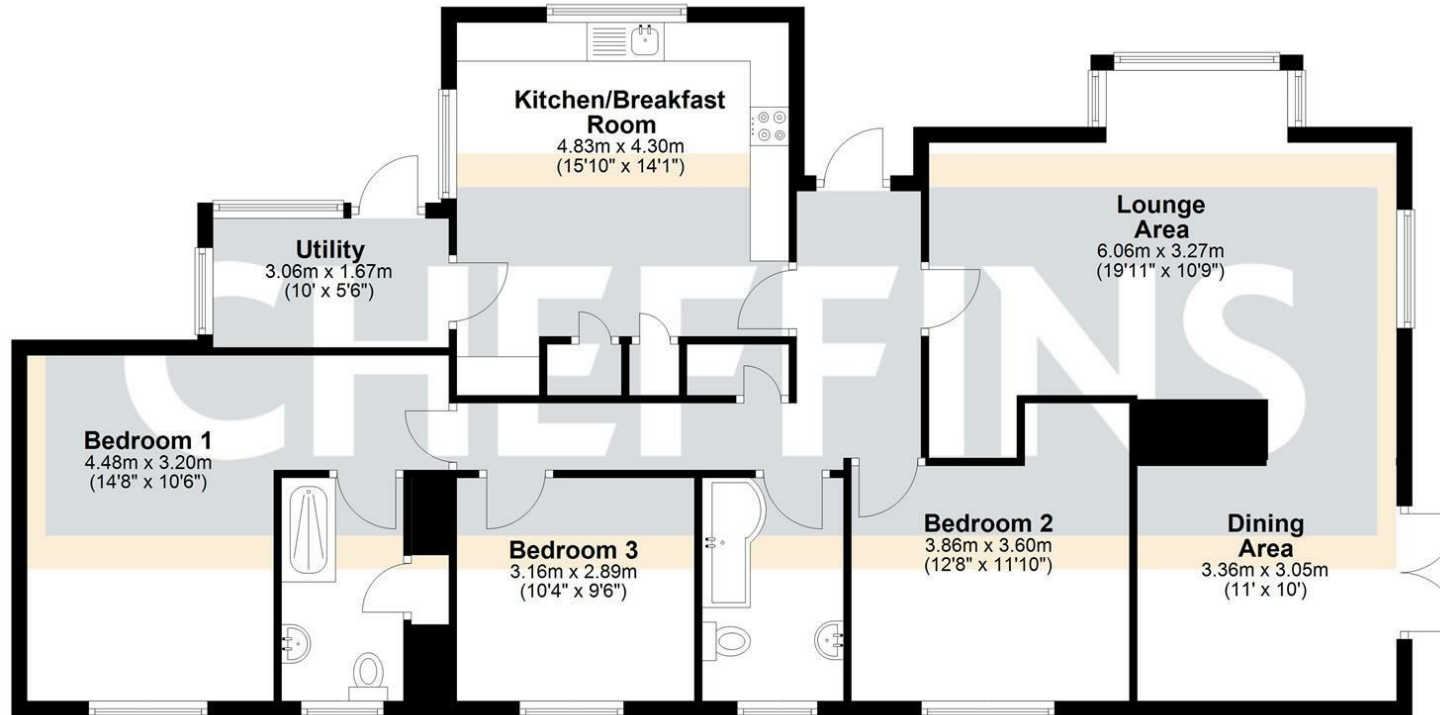 Kitchen/Breakfast
Room
4.83m x 4.30m
(15'10" x 14'1")
Utility
3.06m x 1.67m
(10' x 5'6")
Lounge
Area
6.06m x 3.27m
(19'11" x 10'9")
CHEFFINS
Bedroom 1
4.48m x 3.20m
(14'8" x 10'6")
Bedroom 3
3.16m x 2.89m
(10'4" x 9'6")
Bedroom 2
3.86m x 3.60m
(12'8" x 11'10")
Dining
Area
3.36m x 3.05m
(11' x 10')